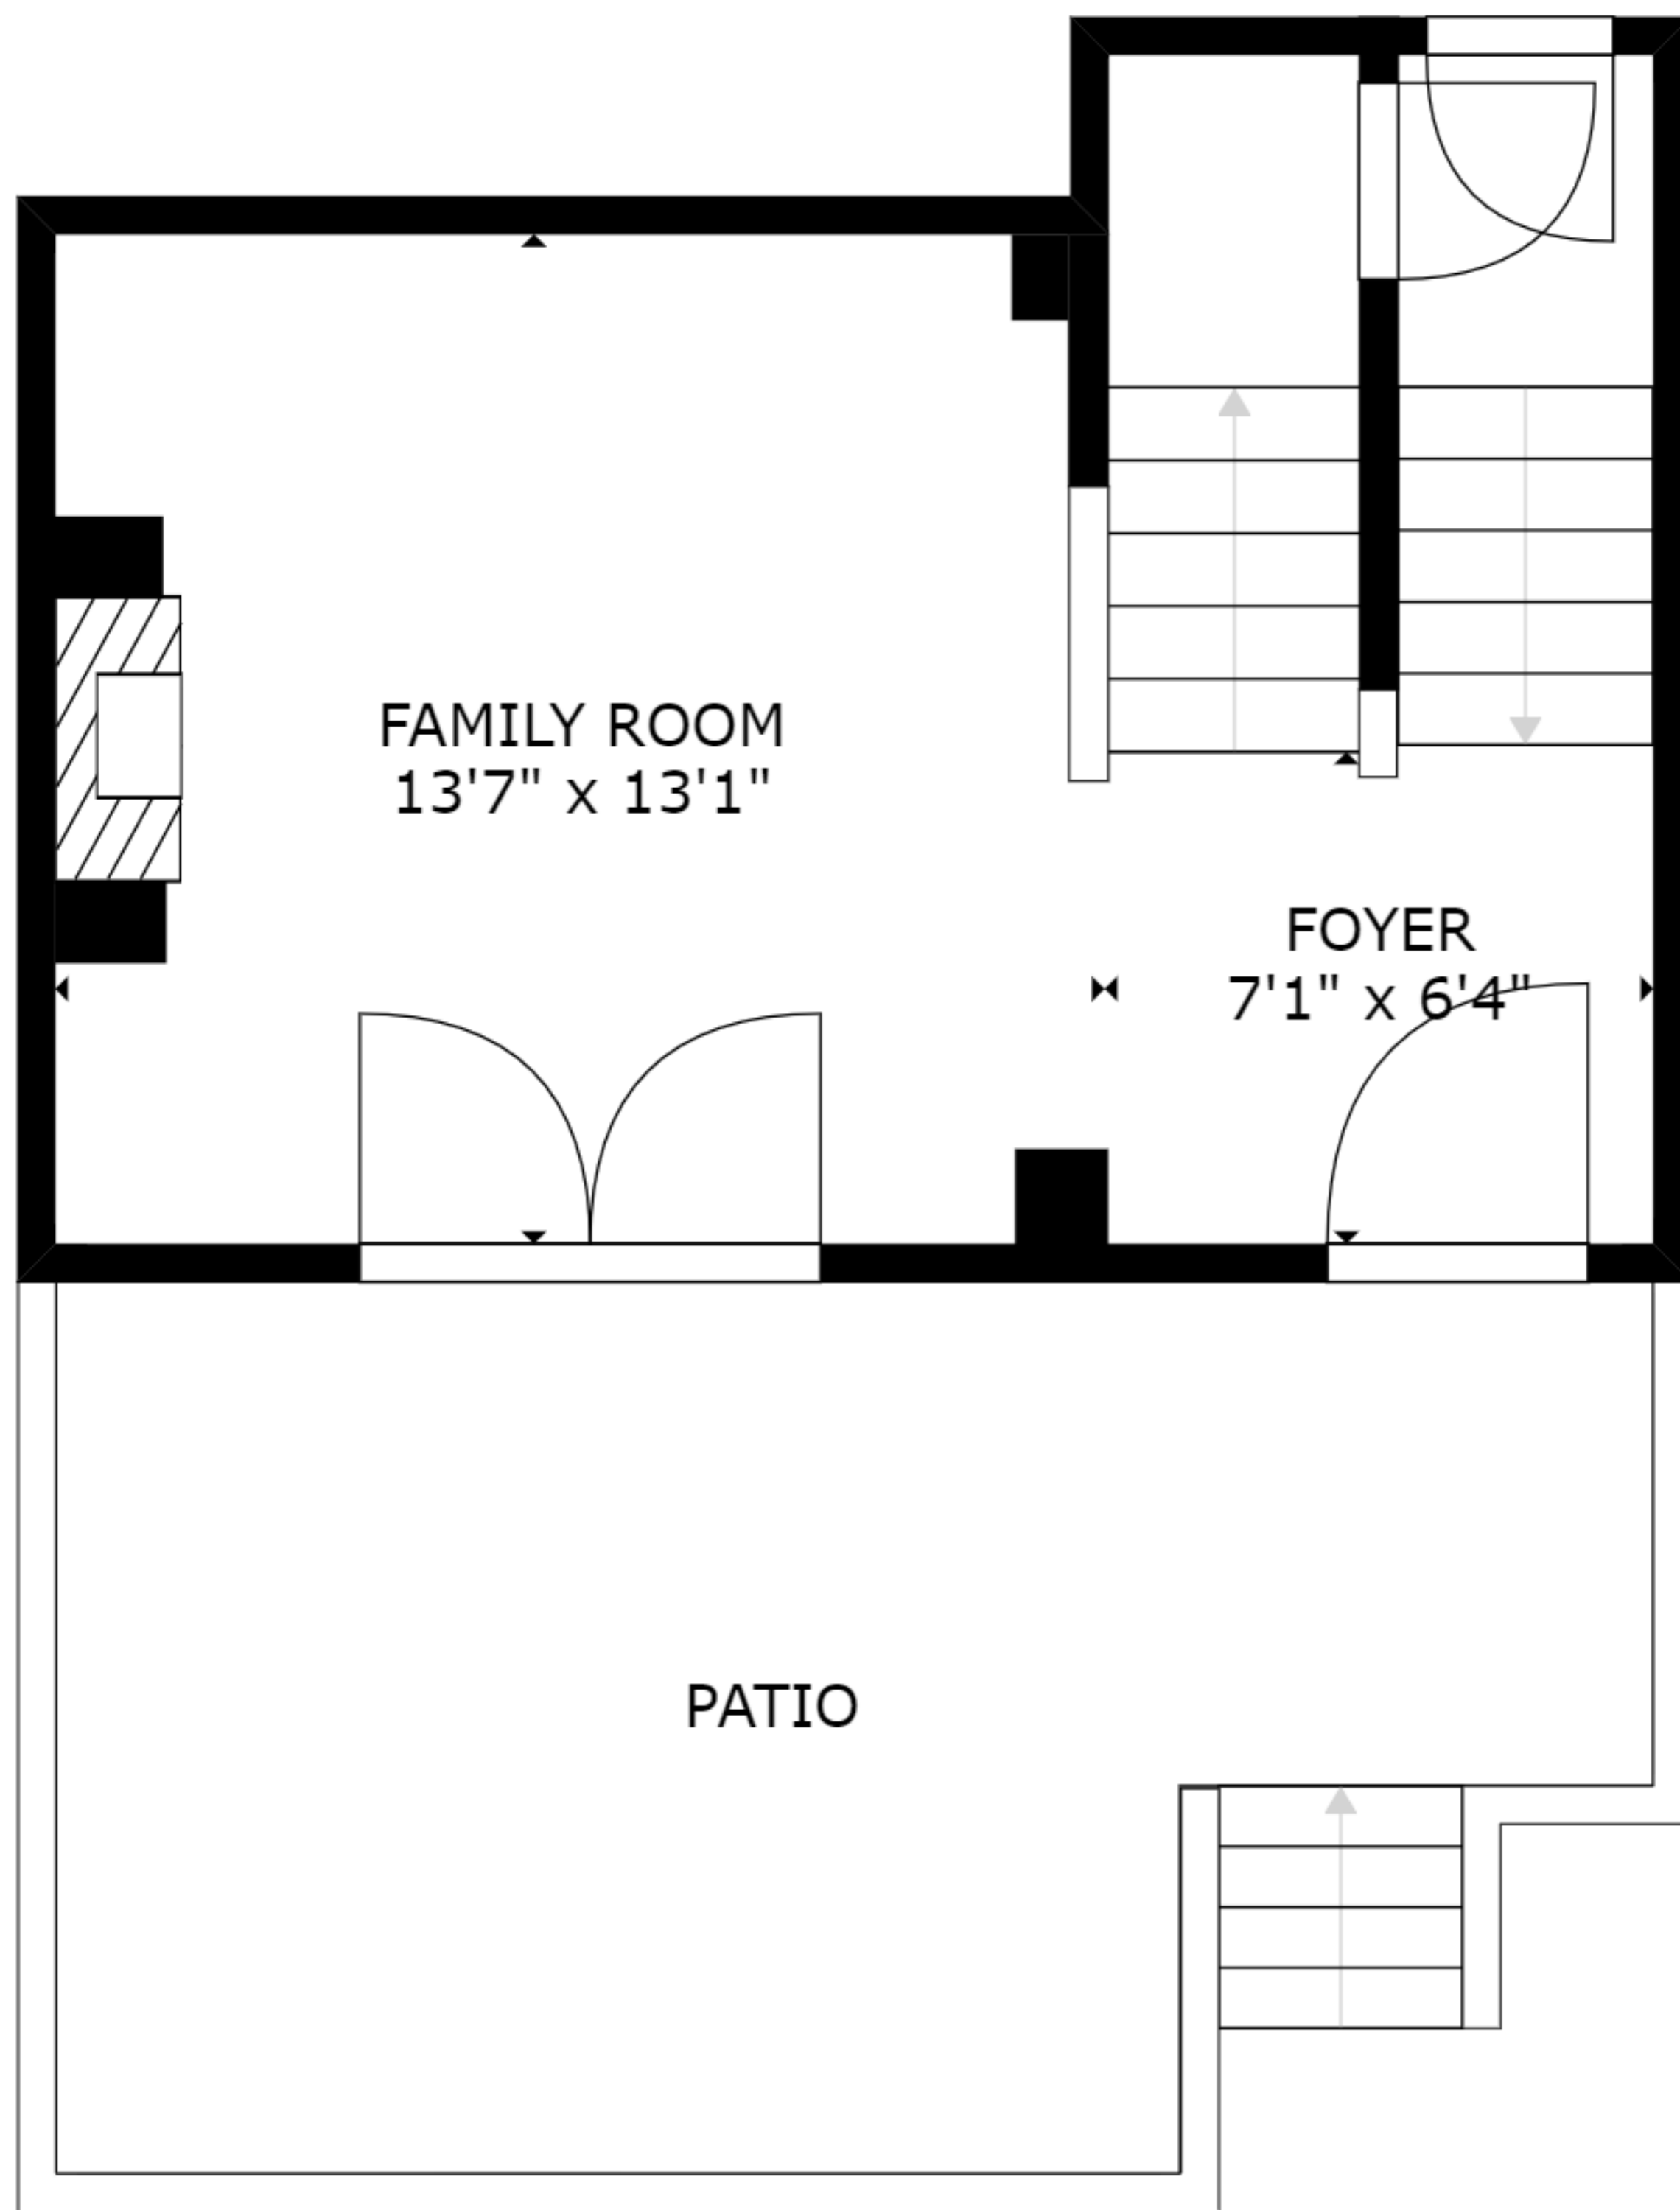 FAMILY ROOM
13'7" x 13'1"
FOYER
7'1" x 6'4"
PATIO